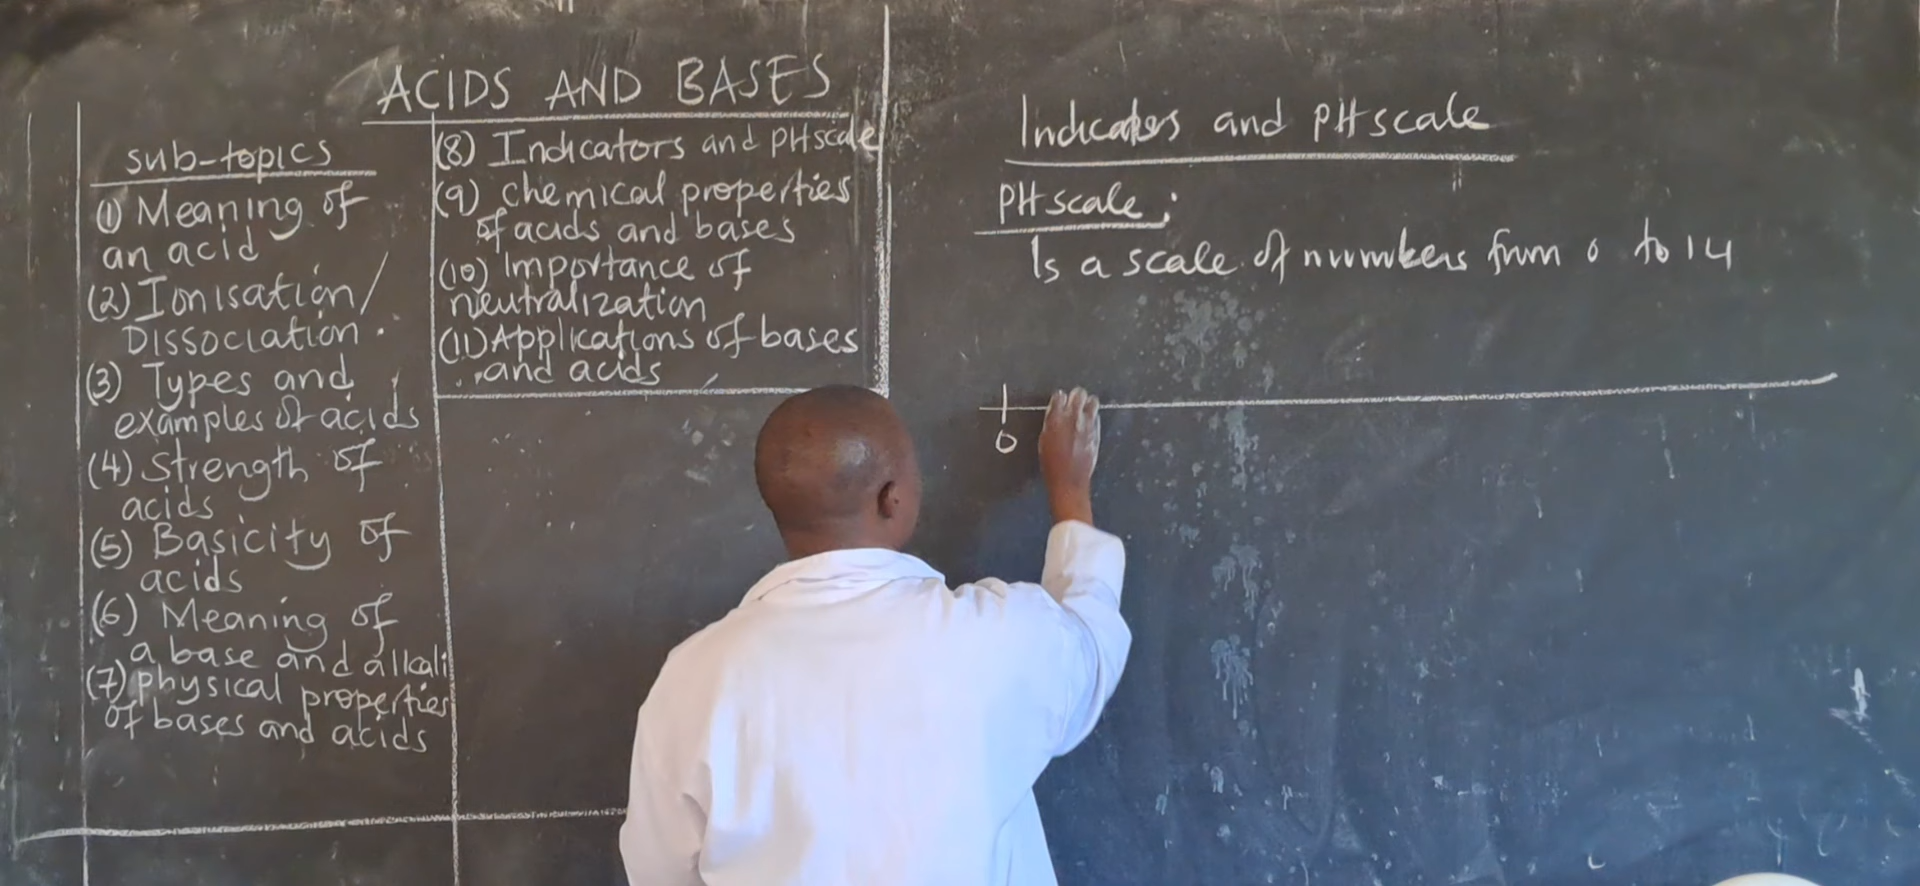 ACIDS AND BASES
sub-topics
(1) Meaning of
an acid
(2) Ionisation/
Dissociation.
(3) Types and
examples of acids
(4) Strength of
acids
(5) Basicity of
acids
(6) Meaning of
a base and alkali
(7) physical properties
of bases and acids
(8) Indicators and PH scale
(9) chemical properties
of acids and bases
(10) Importance of
neutralization
(11) Applications of bases
and acids
Indicators and PH scale
PH scale:
Is a scale of numbers from 0 to 14
0